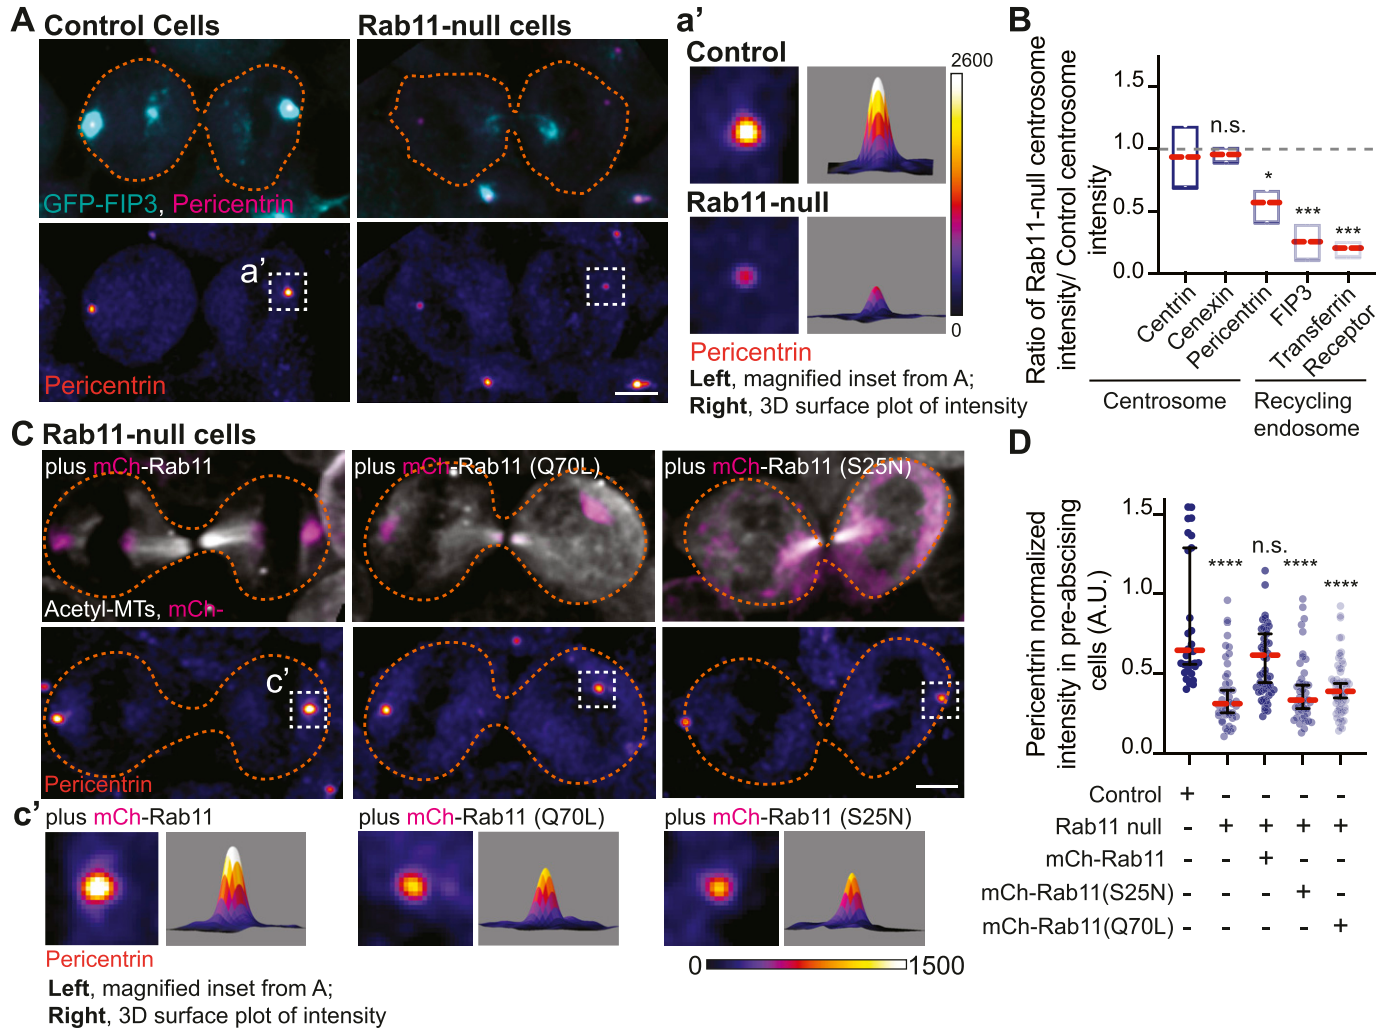 A
Control Cells
Rab11-null cells
GFP-FIP3, Pericentrin
a’
Pericentrin
a’
Control
2600
Rab11-null
0
Pericentrin
Left, magnified inset from A;
Right, 3D surface plot of intensity
B
Ratio of Rab11-null centrosome
intensity/ Control centrosome
intensity
1.5
1.0
0.5
0.0
n.s.
*
***
***
Centrin
Cenexin
Pericentrin
FIP3
Transferrin
Receptor
Centrosome
Recycling
endosome
C Rab11-null cells
plus mCh-Rab11
plus mCh-Rab11 (Q70L)
plus mCh-Rab11 (S25N)
Acetyl-MTs, mCh-
c’
Pericentrin
c’
plus mCh-Rab11
plus mCh-Rab11 (Q70L)
plus mCh-Rab11 (S25N)
Pericentrin
Left, magnified inset from A;
Right, 3D surface plot of intensity
0
1500
D
Pericentrin normalized
intensity in pre-abscising
cells (A.U.)
1.5
1.0
0.5
0.0
****
n.s.
****
****
Control + - - - -
Rab11 null - + + + +
mCh-Rab11 - - + - -
mCh-Rab11(S25N) - - - + -
mCh-Rab11(Q70L) - - - - +